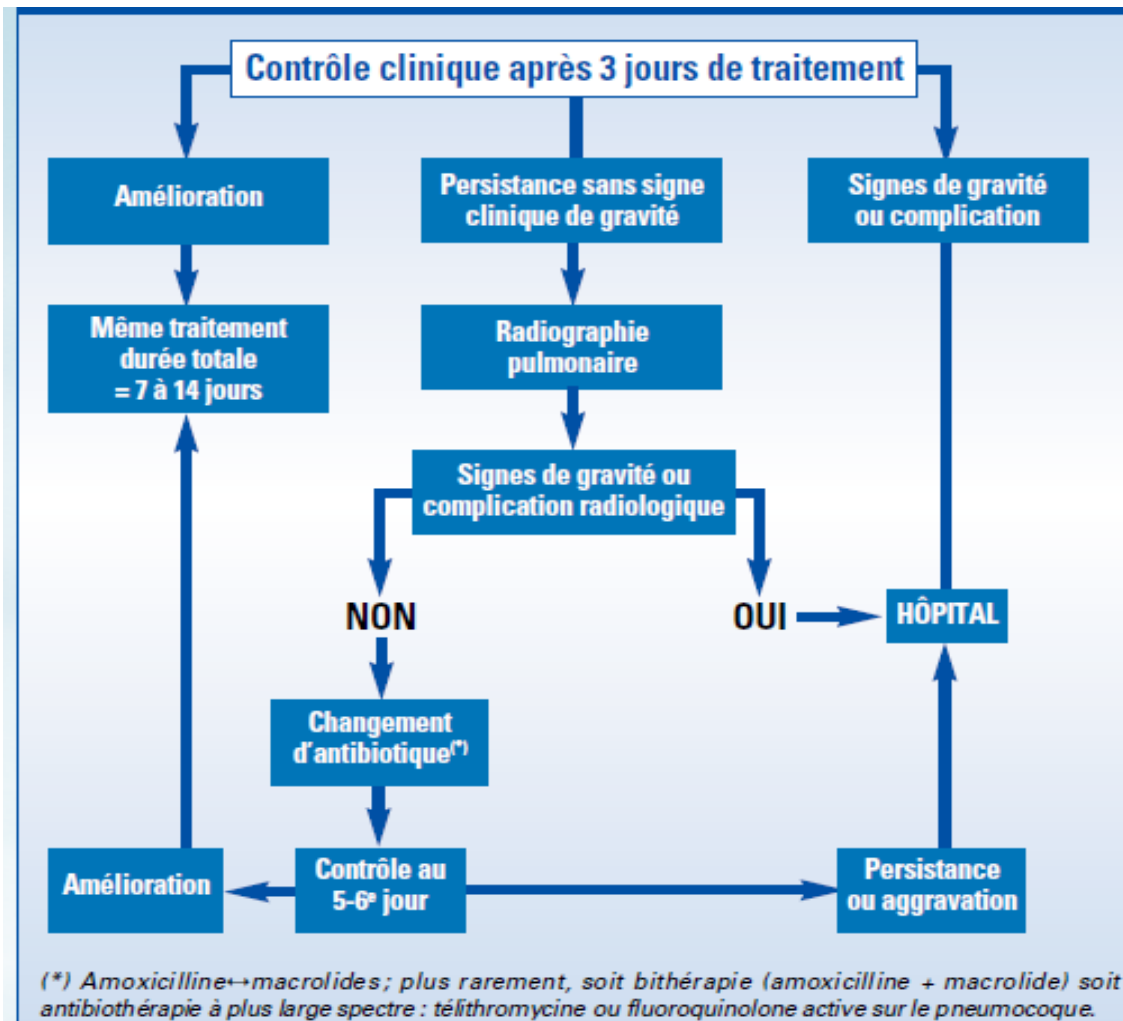 Contrôle clinique après 3 jours de traitement
Amélioration
Persistance sans signe
clinique de gravité
Signes de gravité
ou complication
Même traitement
durée totale
= 7 à 14 jours
Radiographie
pulmonaire
Signes de gravité ou
complication radiologique
NON
OUI
HÔPITAL
Changement
d'antibiotique(*)
Amélioration
Contrôle au
5-6e jour
Persistance
ou aggravation
(*) Amoxicilline↔macrolides ; plus rarement, soit bithérapie (amoxicilline + macrolide) soit
antibiothérapie à plus large spectre : télithromycine ou fluoroquinolone active sur le pneumocoque.